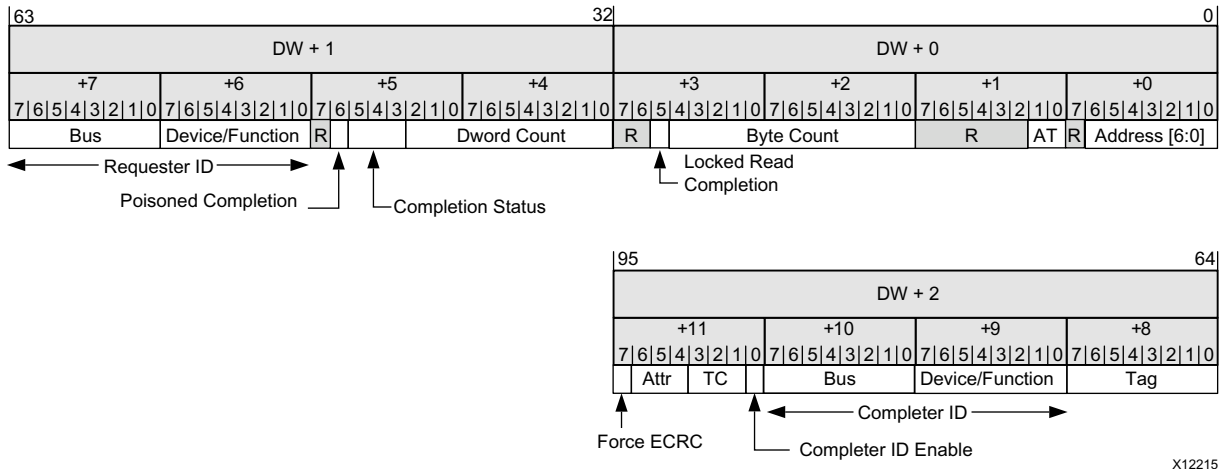 63 32 0
DW + 1 DW + 0
+7 +6 +5 +4 +3 +2 +1 +0
7 6 5 4 3 2 1 0 7 6 5 4 3 2 1 0 7 6 5 4 3 2 1 0 7 6 5 4 3 2 1 0 7 6 5 4 3 2 1 0 7 6 5 4 3 2 1 0 7 6 5 4 3 2 1 0 7 6 5 4 3 2 1 0
Bus Device/Function R Dword Count R Byte Count R AT R Address [6:0]
Requester ID Locked Read
Completion
Poisoned Completion Completion Status
95 64
DW + 2
+11 +10 +9 +8
7 6 5 4 3 2 1 0 7 6 5 4 3 2 1 0 7 6 5 4 3 2 1 0 7 6 5 4 3 2 1 0
Attr TC Bus Device/Function Tag
Completer ID
Force ECRC Completer ID Enable
X12215